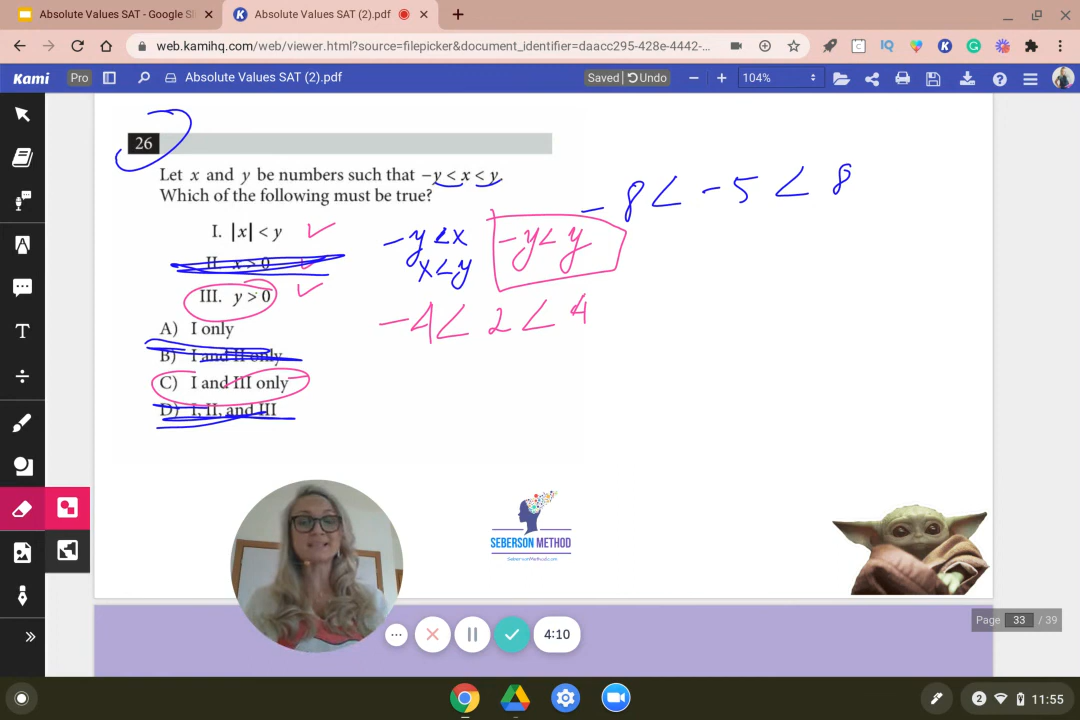 Absolute Values SAT - Google Sl
Absolute Values SAT (2).pdf
web.kamihq.com/web/viewer.html?source=filepicker&document_identifier=daacc295-428e-4442-...
Kami Pro Absolute Values SAT (2).pdf Saved Undo 104%
26
Let x and y be numbers such that −y < x < y.
Which of the following must be true?
I. |x| < y
II. x > 0
III. y > 0
A) I only
B) I and II only
C) I and III only
D) I, II, and III
-y < x
x < y
-y < y
-4 < 2 < 4
-8 < -5 < 8
SEBERSON METHOD
SebersonMethods.com
4:10
Page 33 / 39
2 11:55